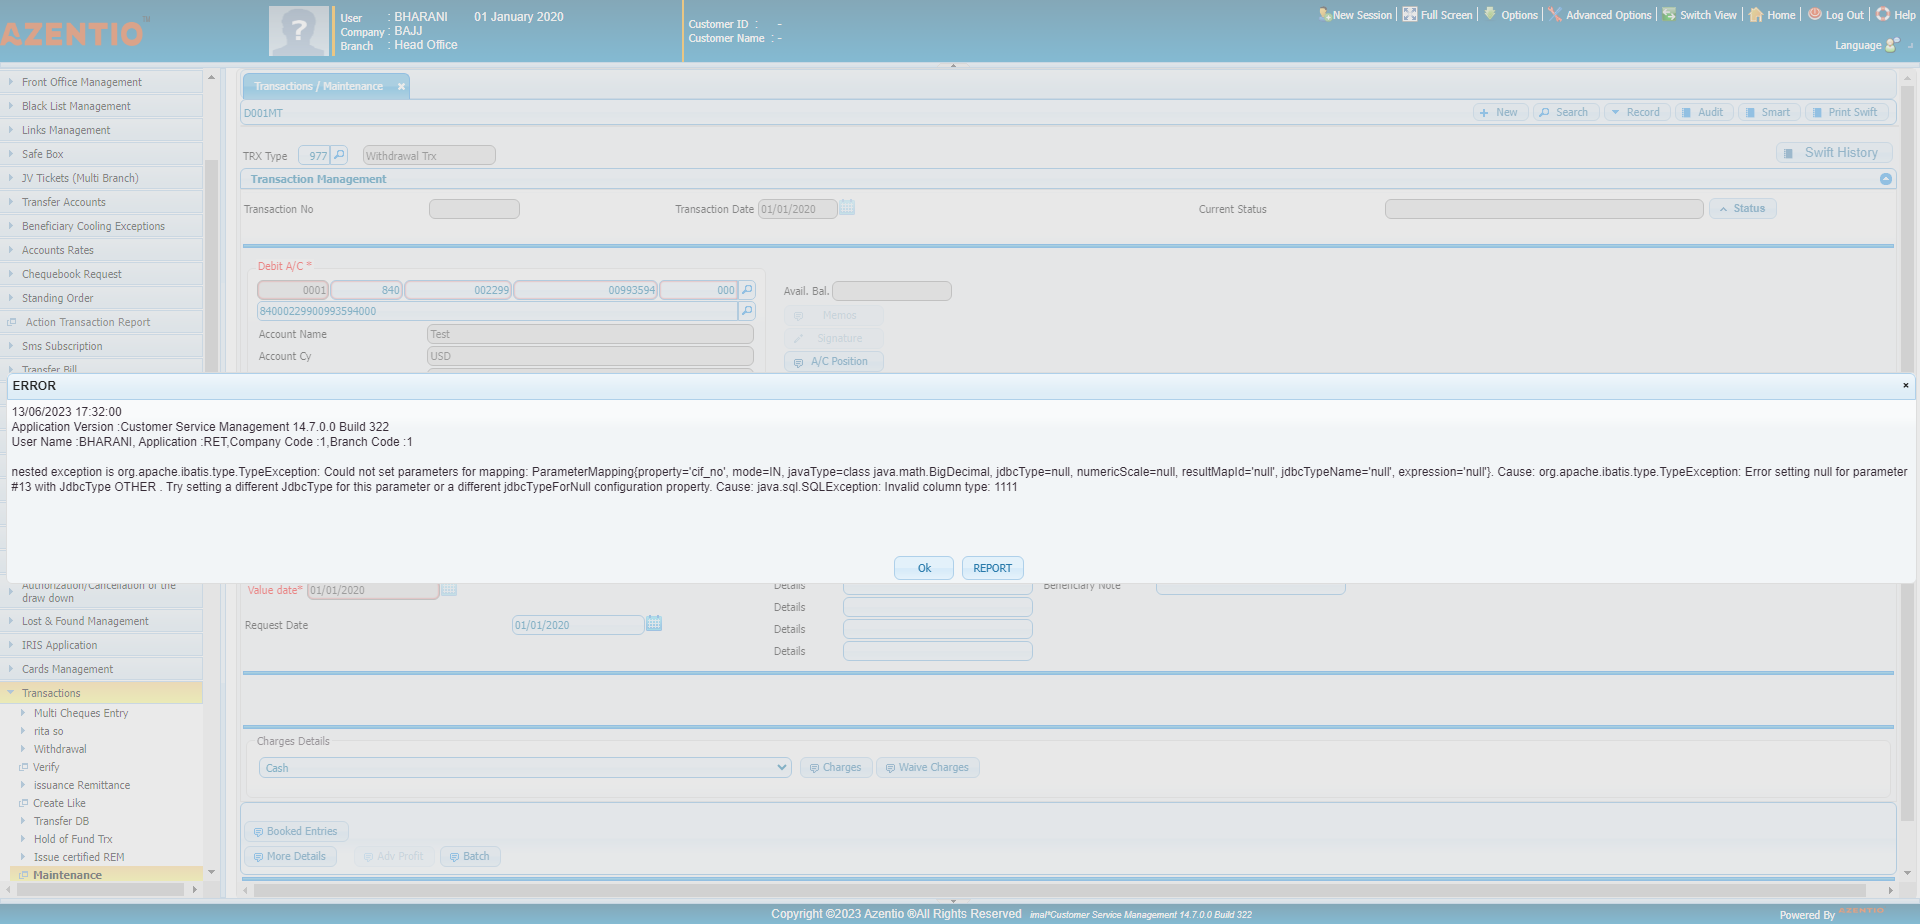 AZENTIO
User : BHARANI 01 January 2020
Company : BAJJ
Branch : Head Office
Customer ID : -
Customer Name : -
New Session
Full Screen
Options
Advanced Options
Switch View
Home
Log Out
Help
Language
Front Office Management
Black List Management
Links Management
Safe Box
JV Tickets (Multi Branch)
Transfer Accounts
Beneficiary Cooling Exceptions
Accounts Rates
Chequebook Request
Standing Order
Action Transaction Report
Sms Subscription
Transfer Bill
Transactions / Maintenance
D001MT
New
Search
Record
Audit
Smart
Print Swift
TRX Type 977 Withdrawal Trx
Swift History
Transaction Management
Transaction No
Transaction Date 01/01/2020
Current Status
Status
Debit A/C *
0001 840 002299 00993594 000
84000229900993594000
Account Name Test
Account Cy USD
Avail. Bal.
Memos
Signature
A/C Position
ERROR
13/06/2023 17:32:00
Application Version :Customer Service Management 14.7.0.0 Build 322
User Name :BHARANI, Application :RET,Company Code :1,Branch Code :1
nested exception is org.apache.ibatis.type.TypeException: Could not set parameters for mapping: ParameterMapping{property='cif_no', mode=IN, javaType=class java.math.BigDecimal, jdbcType=null, numericScale=null, resultMapId='null', jdbcTypeName='null', expression='null'}. Cause: org.apache.ibatis.type.TypeException: Error setting null for parameter
#13 with JdbcType OTHER . Try setting a different JdbcType for this parameter or a different jdbcTypeForNull configuration property. Cause: java.sql.SQLException: Invalid column type: 1111
Ok
REPORT
Authorization/Cancellation of the
draw down
Lost & Found Management
IRIS Application
Cards Management
Transactions
Multi Cheques Entry
rita so
Withdrawal
Verify
issuance Remittance
Create Like
Transfer DB
Hold of Fund Trx
Issue certified REM
Maintenance
Value date* 01/01/2020
Request Date 01/01/2020
Details
Details
Details
Details
Beneficiary Note
Charges Details
Cash
Charges
Waive Charges
Booked Entries
More Details
Adv Profit
Batch
Copyright ©2023 Azentio ®All Rights Reserved imal*Customer Service Management 14.7.0.0 Build 322
Powered By AZENTIO